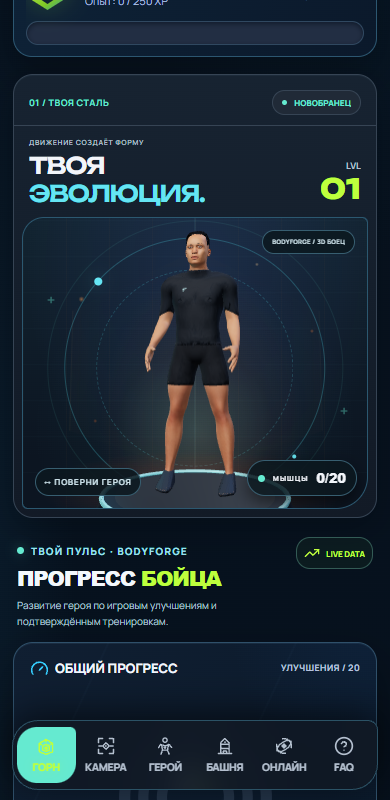 Опыт: 0 / 250 XP
01 / ТВОЯ СТАЛЬ
НОВОБРАНЕЦ
ДВИЖЕНИЕ СОЗДАЁТ ФОРМУ
ТВОЯ
ЭВОЛЮЦИЯ.
LVL
01
BODYFORGE / 3D БОЕЦ
↔ ПОВЕРНИ ГЕРОЯ
МЫШЦЫ 0/20
ТВОЙ ПУЛЬС · BODYFORGE
LIVE DATA
ПРОГРЕСС БОЙЦА
Развитие героя по игровым улучшениям и
подтверждённым тренировкам.
ОБЩИЙ ПРОГРЕСС
УЛУЧШЕНИЯ / 20
ГОРН
КАМЕРА
ГЕРОЙ
БАШНЯ
ОНЛАЙН
FAQ